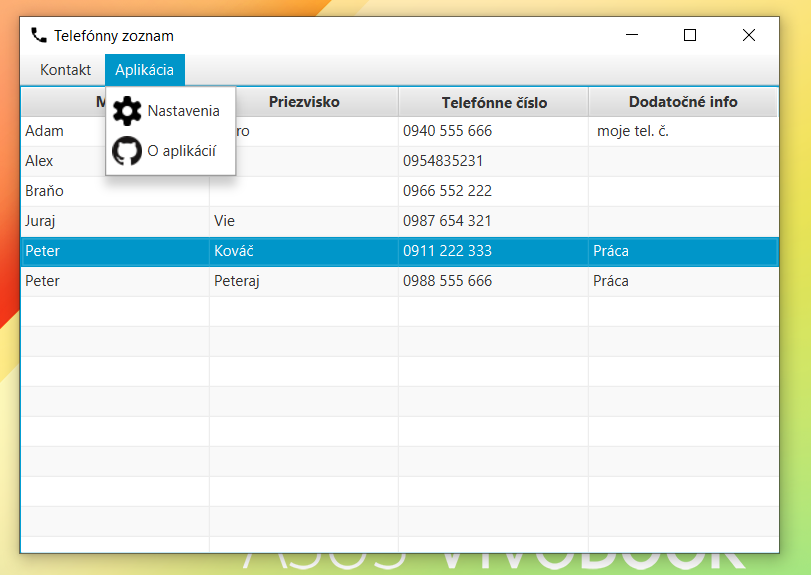 Telefónny zoznam
Kontakt Aplikácia
Nastavenia
O aplikácií
M Priezvisko Telefónne číslo Dodatočné info
Adam ro 0940 555 666 moje tel. č.
Alex 0954835231
Braňo 0966 552 222
Juraj Vie 0987 654 321
Peter Kováč 0911 222 333 Práca
Peter Peteraj 0988 555 666 Práca
ASUS VIVOBOOK